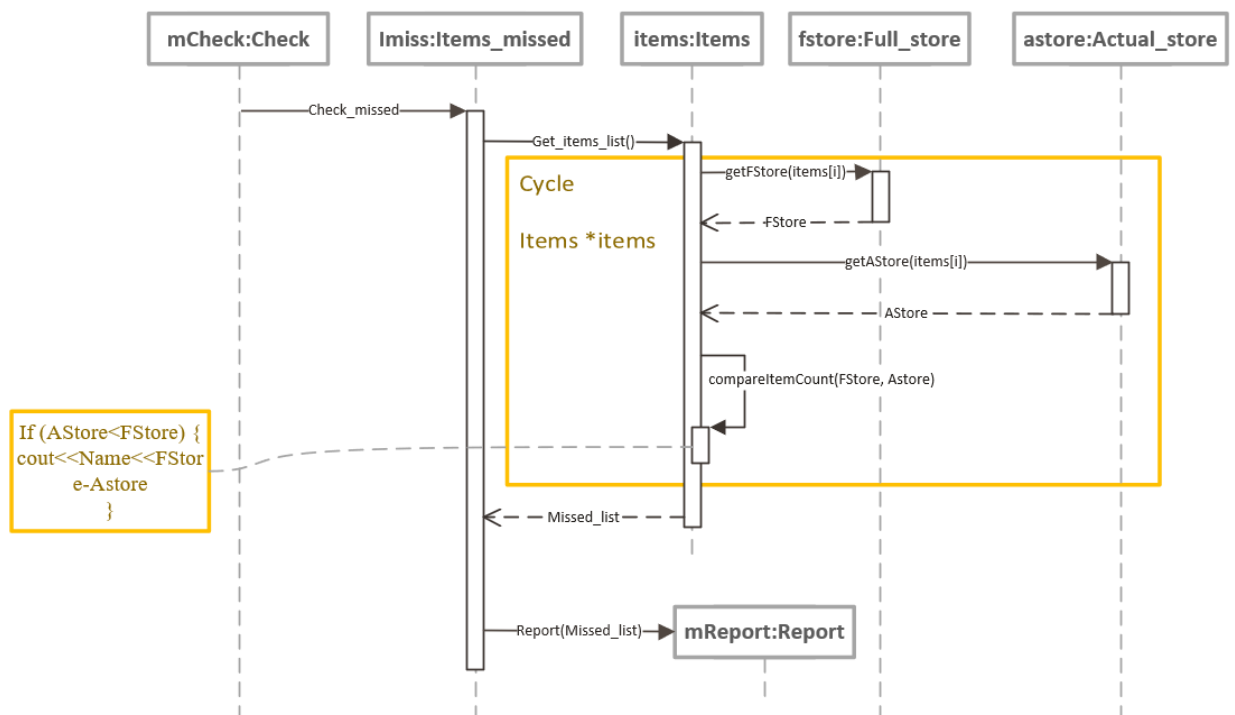 mCheck:Check
Imiss:Items_missed
items:Items
fstore:Full_store
astore:Actual_store
Check_missed
Get_items_list()
getFStore(items[i])
Cycle
FStore
Items *items
getAStore(items[i])
AStore
compareItemCount(FStore, Astore)
If (AStore<FStore) {
cout<<Name<<FStor
e-Astore
}
Missed_list
Report(Missed_list)
mReport:Report